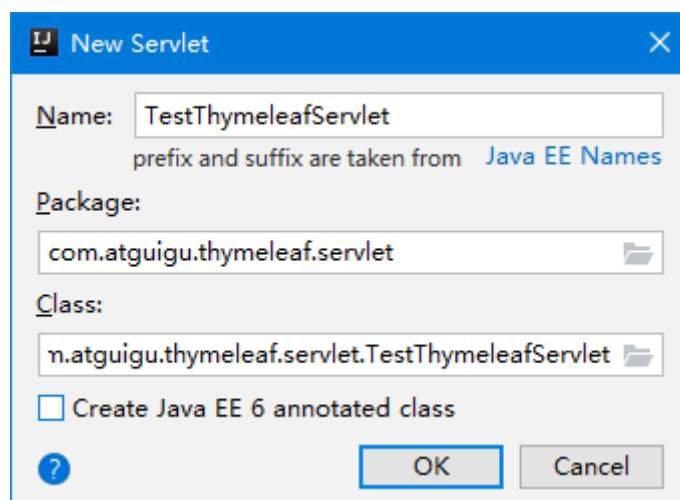 New Servlet
Name: TestThymeleafServlet
prefix and suffix are taken from Java EE Names
Package:
com.atguigu.thymeleaf.servlet
Class:
n.atguigu.thymeleaf.servlet.TestThymeleafServlet
Create Java EE 6 annotated class
? OK Cancel